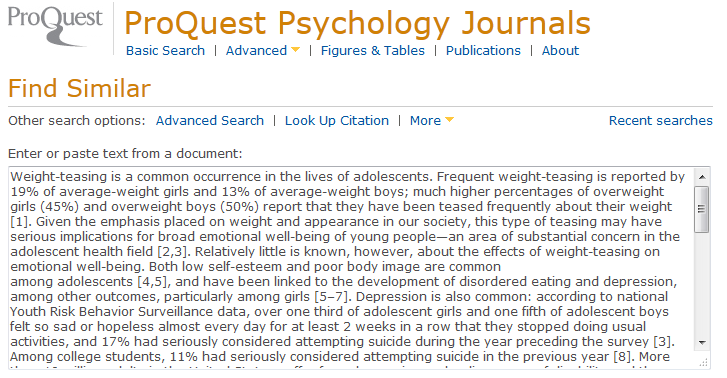 ProQuest
ProQuest Psychology Journals
Basic Search | Advanced | Figures & Tables | Publications | About
Find Similar
Other search options: Advanced Search | Look Up Citation | More Recent searches
Enter or paste text from a document:
Weight-teasing is a common occurrence in the lives of adolescents. Frequent weight-teasing is reported by
19% of average-weight girls and 13% of average-weight boys; much higher percentages of overweight
girls (45%) and overweight boys (50%) report that they have been teased frequently about their weight
[1]. Given the emphasis placed on weight and appearance in our society, this type of teasing may have
serious implications for broad emotional well-being of young people—an area of substantial concern in the
adolescent health field [2,3]. Relatively little is known, however, about the effects of weight-teasing on
emotional well-being. Both low self-esteem and poor body image are common
among adolescents [4,5], and have been linked to the development of disordered eating and depression,
among other outcomes, particularly among girls [5–7]. Depression is also common: according to national
Youth Risk Behavior Surveillance data, over one third of adolescent girls and one fifth of adolescent boys
felt so sad or hopeless almost every day for at least 2 weeks in a row that they stopped doing usual
activities, and 17% had seriously considered attempting suicide during the year preceding the survey [3].
Among college students, 11% had seriously considered attempting suicide in the previous year [8]. More